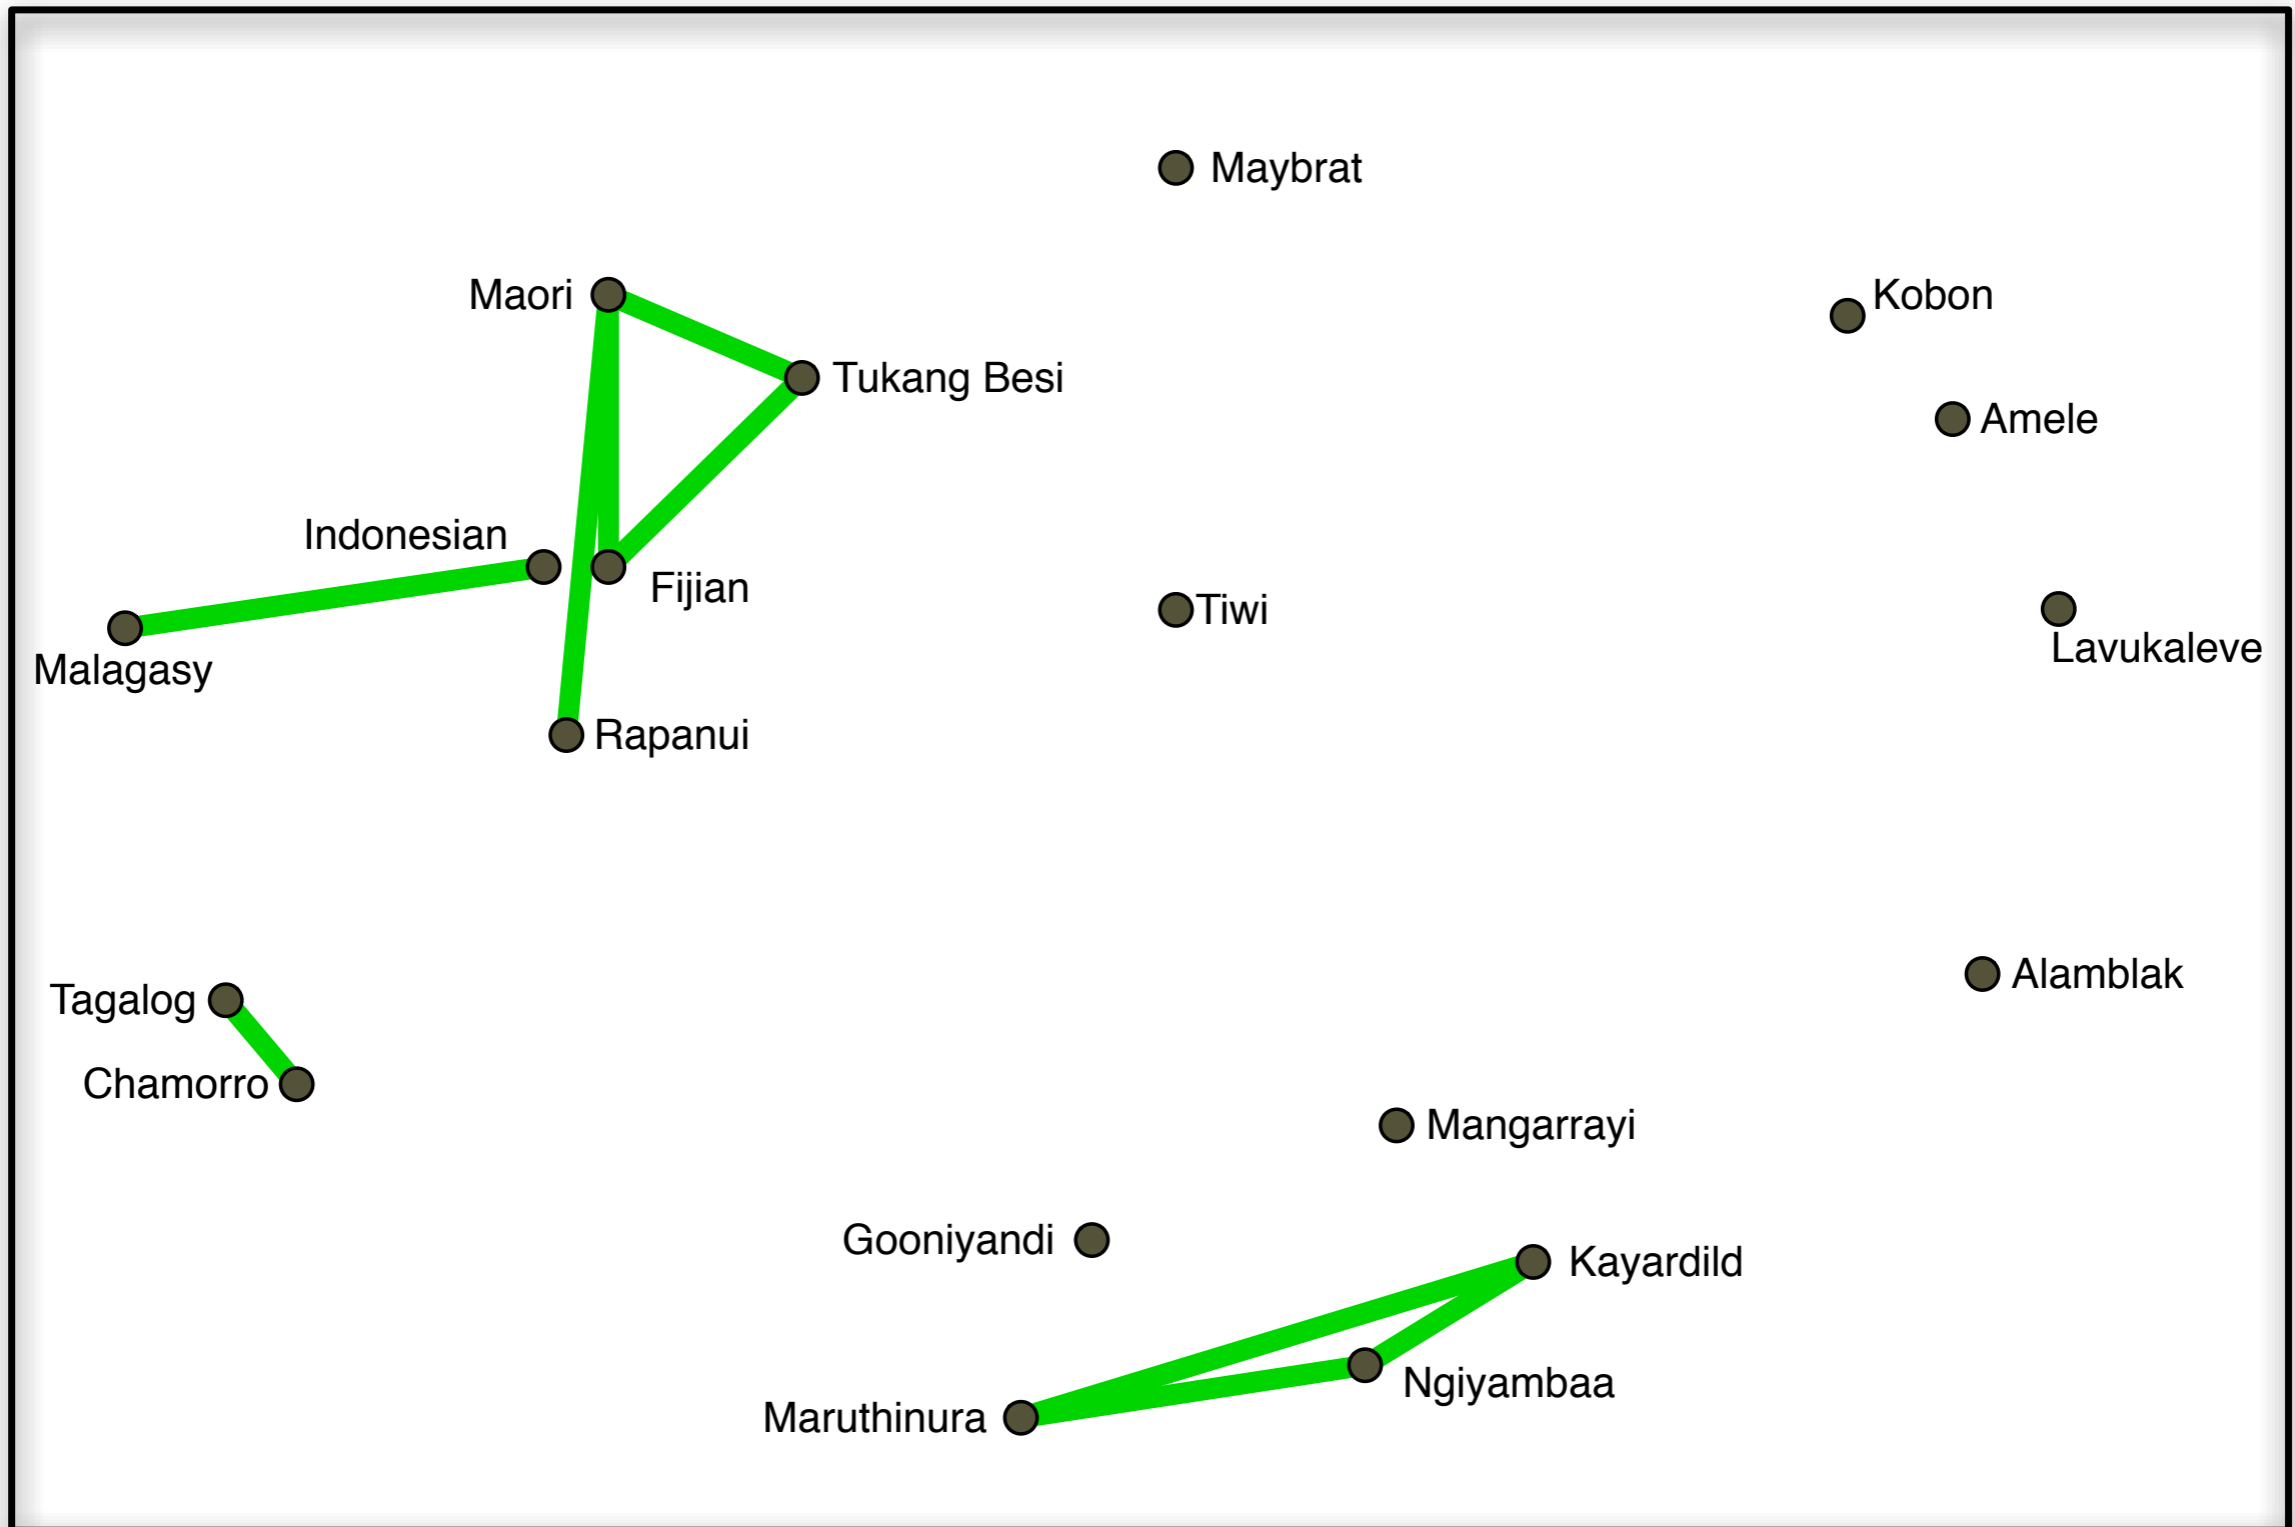 Maybrat
Maori
Kobon
Tukang Besi
Amele
Indonesian
Fijian
Tiwi
Lavukaleve
Malagasy
Rapanui
Alamblak
Tagalog
Chamorro
Mangarrayi
Gooniyandi
Kayardild
Ngiyambaa
Maruthinura